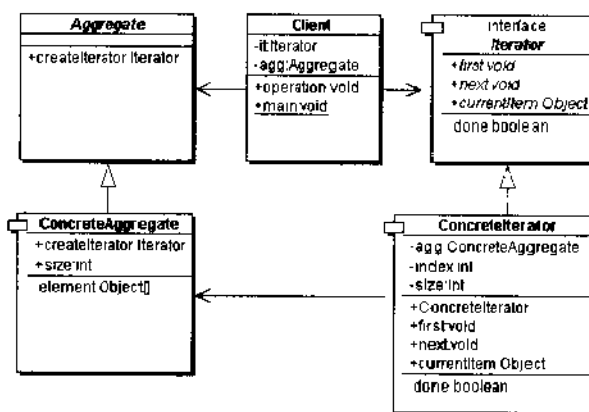 Aggregate
+createIterator Iterator
Client
-it:Iterator
-agg:Aggregate
+operation void
+main void
interface
Iterator
+first void
+next void
+currentItem Object
done boolean
ConcreteAggregate
+createIterator Iterator
+size:int
element Object[]
ConcreteIterator
-agg ConcreteAggregate
-index int
-size:int
+ConcreteIterator
+first void
+next void
+currentItem Object
done boolean